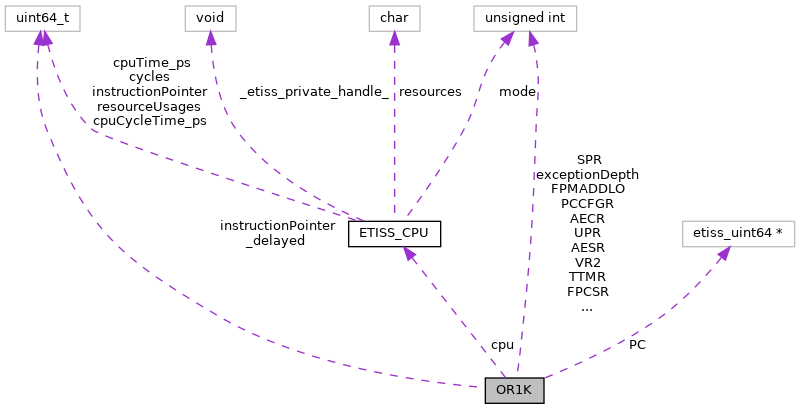 uint64_t
void
char
unsigned int
cpuTime_ps
cycles
instructionPointer
resourceUsages
cpuCycleTime_ps
_etiss_private_handle_
resources
mode
SPR
exceptionDepth
FPMADDLO
PCCFGR
AECR
UPR
AESR
VR2
TTMR
FPCSR
...
instructionPointer
_delayed
ETISS_CPU
etiss_uint64 *
cpu
PC
OR1K